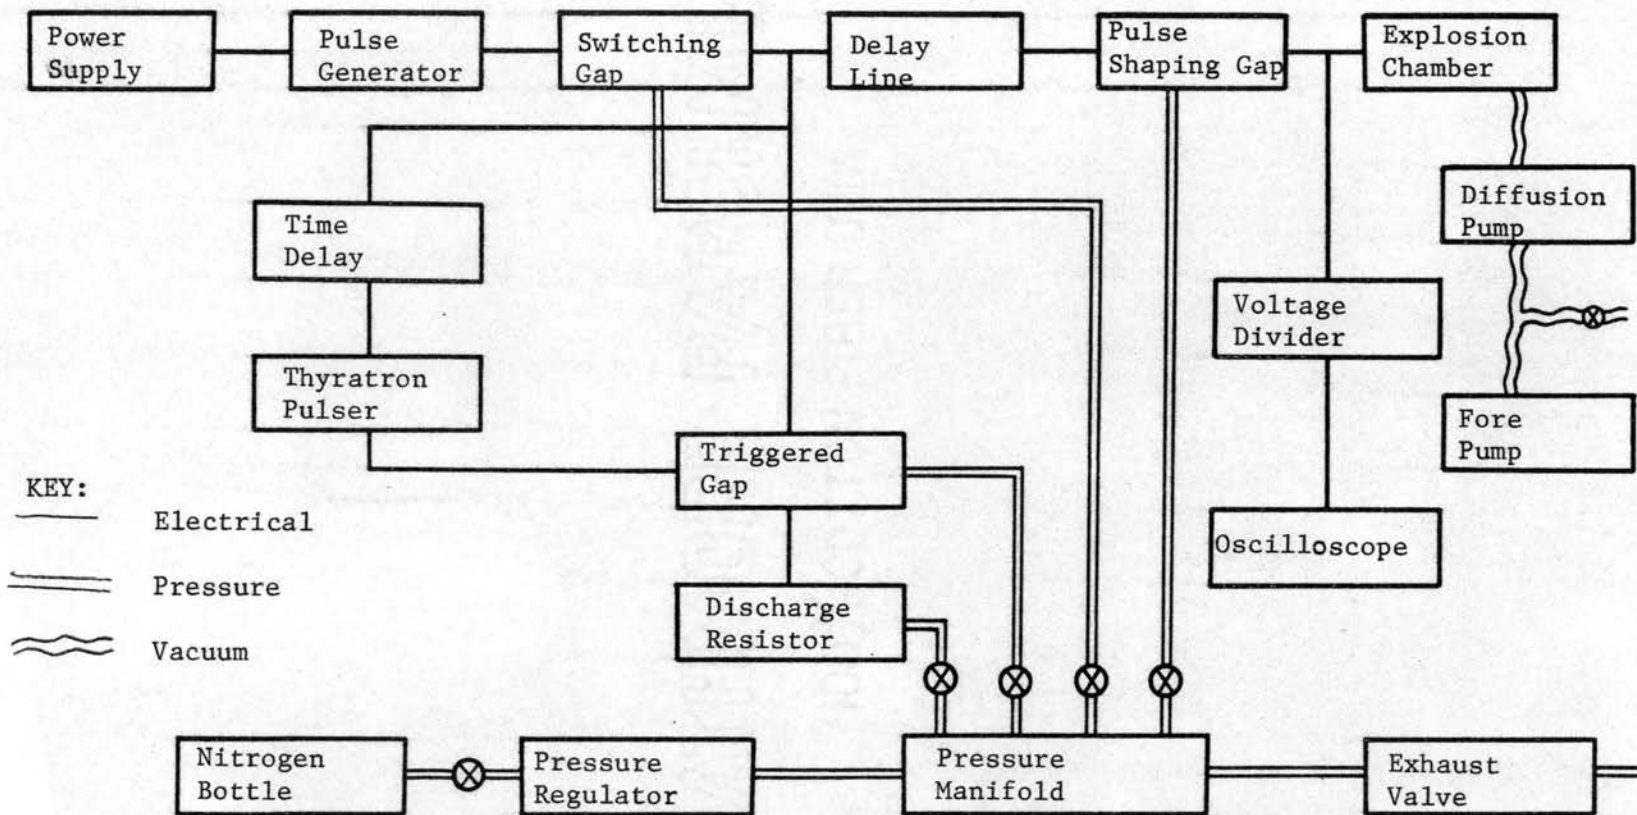 Power
Supply
Pulse
Generator
Switching
Gap
Delay
Line
Pulse
Shaping Gap
Explosion
Chamber
Time
Delay
Diffusion
Pump
Voltage
Divider
Thyratron
Pulser
Fore
Pump
Triggered
Gap
KEY:
Electrical
Oscilloscope
Pressure
Discharge
Resistor
Vacuum
Nitrogen
Bottle
Pressure
Regulator
Pressure
Manifold
Exhaust
Valve